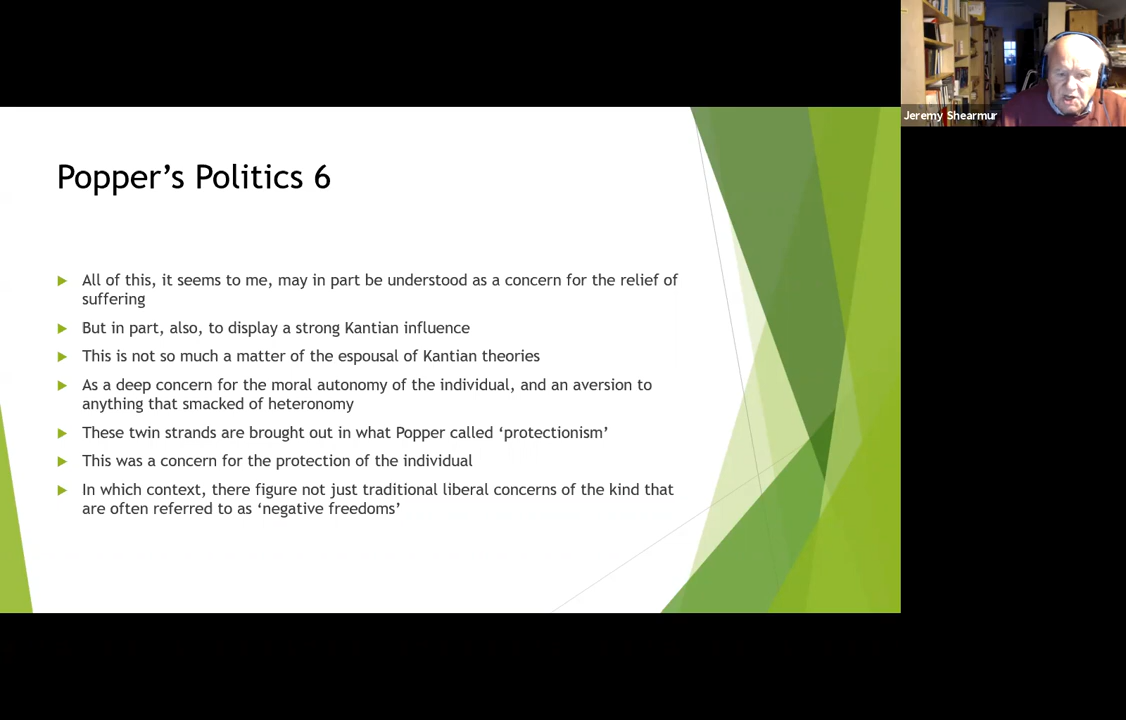 Popper's Politics 6
All of this, it seems to me, may in part be understood as a concern for the relief of
suffering
But in part, also, to display a strong Kantian influence
This is not so much a matter of the espousal of Kantian theories
As a deep concern for the moral autonomy of the individual, and an aversion to
anything that smacked of heteronomy
These twin strands are brought out in what Popper called ‘protectionism’
This was a concern for the protection of the individual
In which context, there figure not just traditional liberal concerns of the kind that
are often referred to as ‘negative freedoms’
Jeremy Shearmur